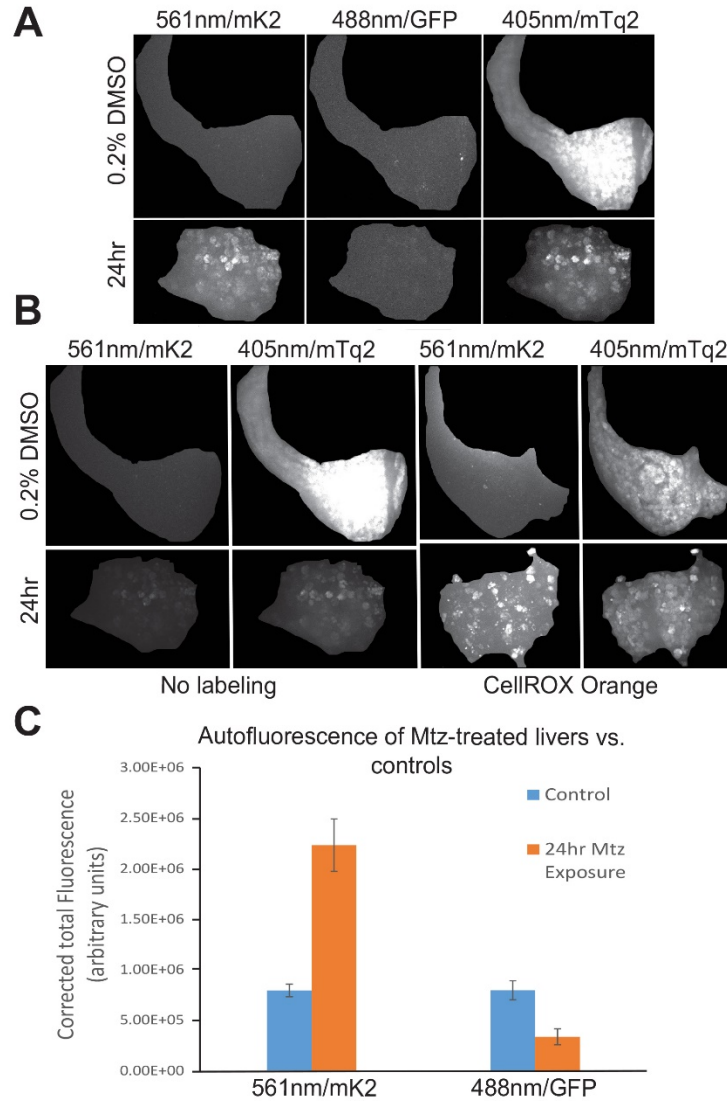 A
561nm/mK2 488nm/GFP 405nm/mTq2
0.2% DMSO
24hr
B
561nm/mK2 405nm/mTq2 561nm/mK2 405nm/mTq2
0.2% DMSO
24hr
No labeling CellROX Orange
C
Autofluorescence of Mtz-treated livers vs.
controls
Corrected total Fluorescence
(arbitrary units)
3.00E+06
2.50E+06
2.00E+06
1.50E+06
1.00E+06
5.00E+05
0.00E+00
Control
24hr Mtz
Exposure
561nm/mK2 488nm/GFP